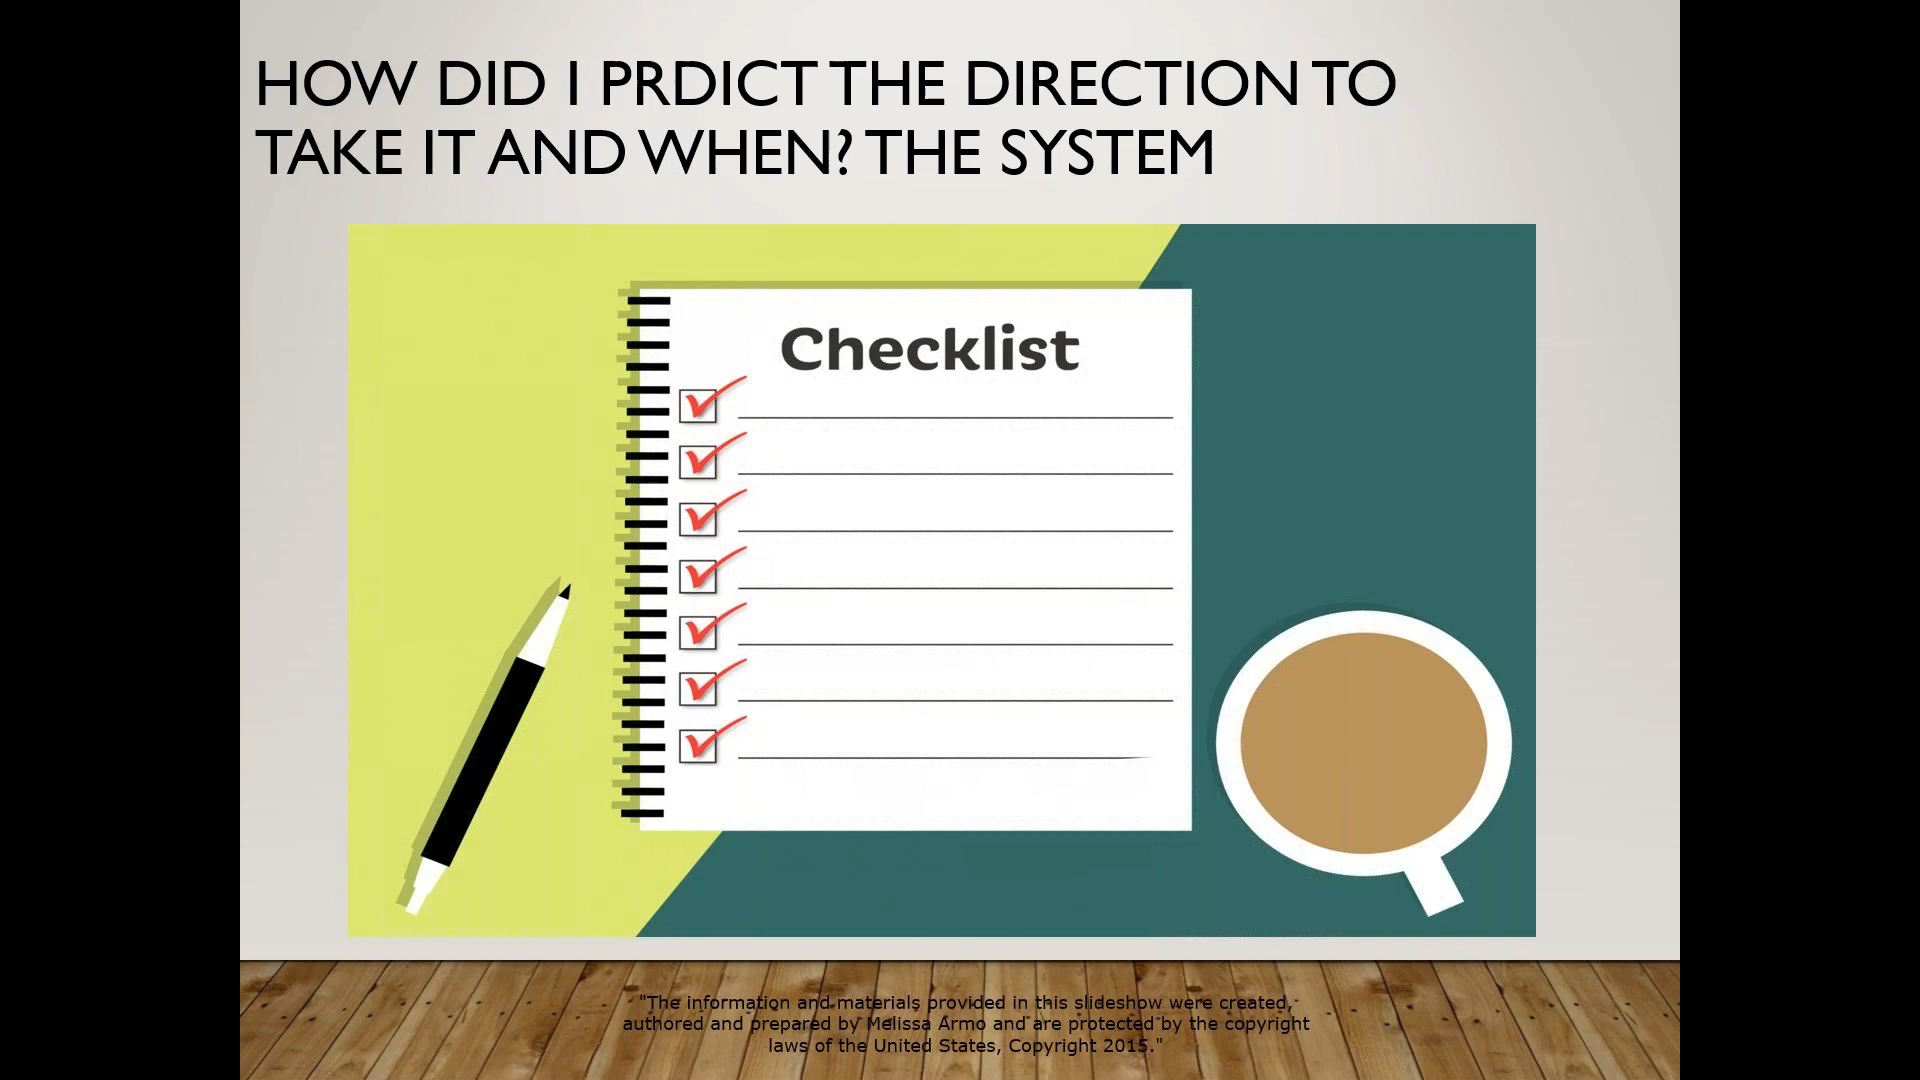 HOW DID I PRDICT THE DIRECTION TO
TAKE IT AND WHEN? THE SYSTEM
Checklist
"The information and materials provided in this slideshow were created,
authored and prepared by Melissa Armo and are protected by the copyright
laws of the United States, Copyright 2015."